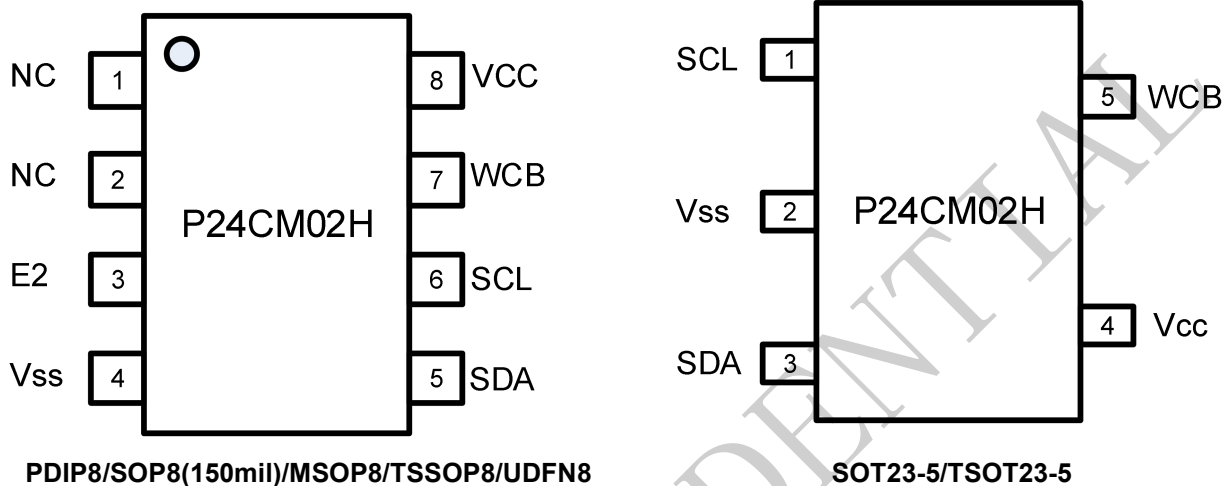 NC 1 8 VCC
NC 2 7 WCB
P24CM02H
E2 3 6 SCL
Vss 4 5 SDA
PDIP8/SOP8(150mil)/MSOP8/TSSOP8/UDFN8
SCL 1
5 WCB
Vss 2 P24CM02H
4 Vcc
SDA 3
SOT23-5/TSOT23-5
DENTIAL